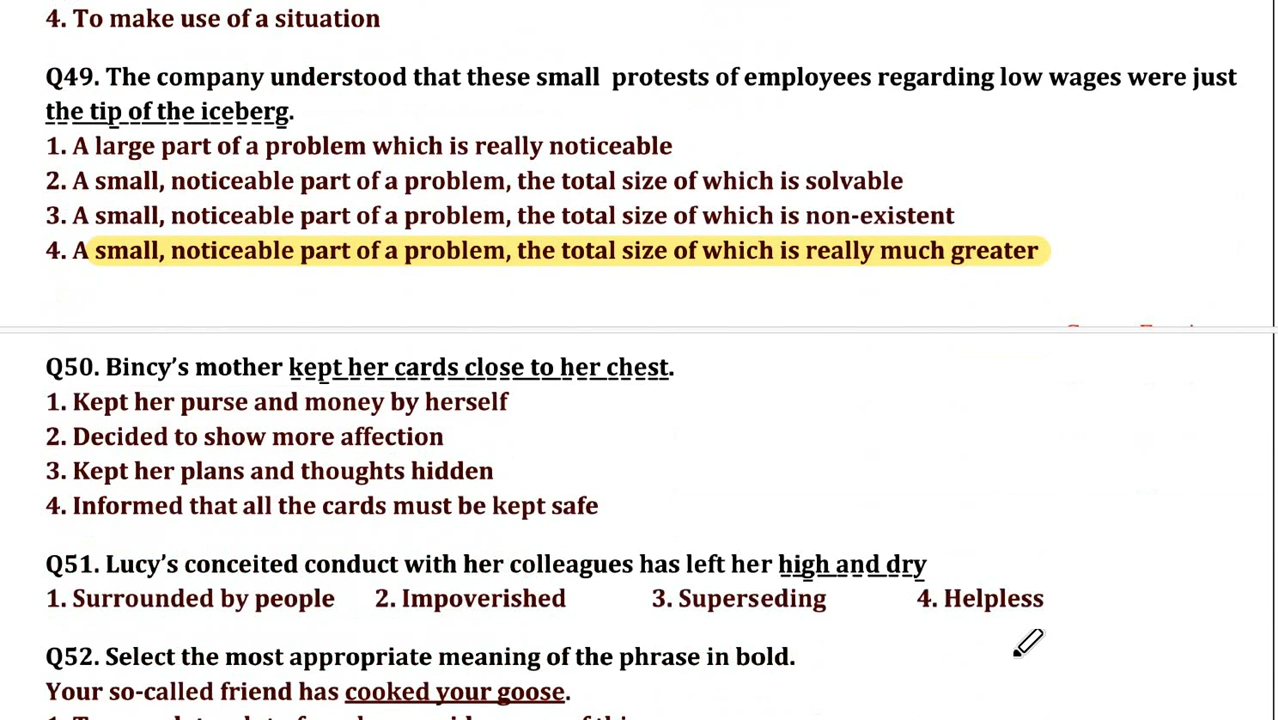 4. To make use of a situation
Q49. The company understood that these small protests of employees regarding low wages were just
the tip of the iceberg.
1. A large part of a problem which is really noticeable
2. A small, noticeable part of a problem, the total size of which is solvable
3. A small, noticeable part of a problem, the total size of which is non-existent
4. A small, noticeable part of a problem, the total size of which is really much greater
Q50. Bincy’s mother kept her cards close to her chest.
1. Kept her purse and money by herself
2. Decided to show more affection
3. Kept her plans and thoughts hidden
4. Informed that all the cards must be kept safe
Q51. Lucy’s conceited conduct with her colleagues has left her high and dry
1. Surrounded by people 2. Impoverished 3. Superseding 4. Helpless
Q52. Select the most appropriate meaning of the phrase in bold.
Your so-called friend has cooked your goose.